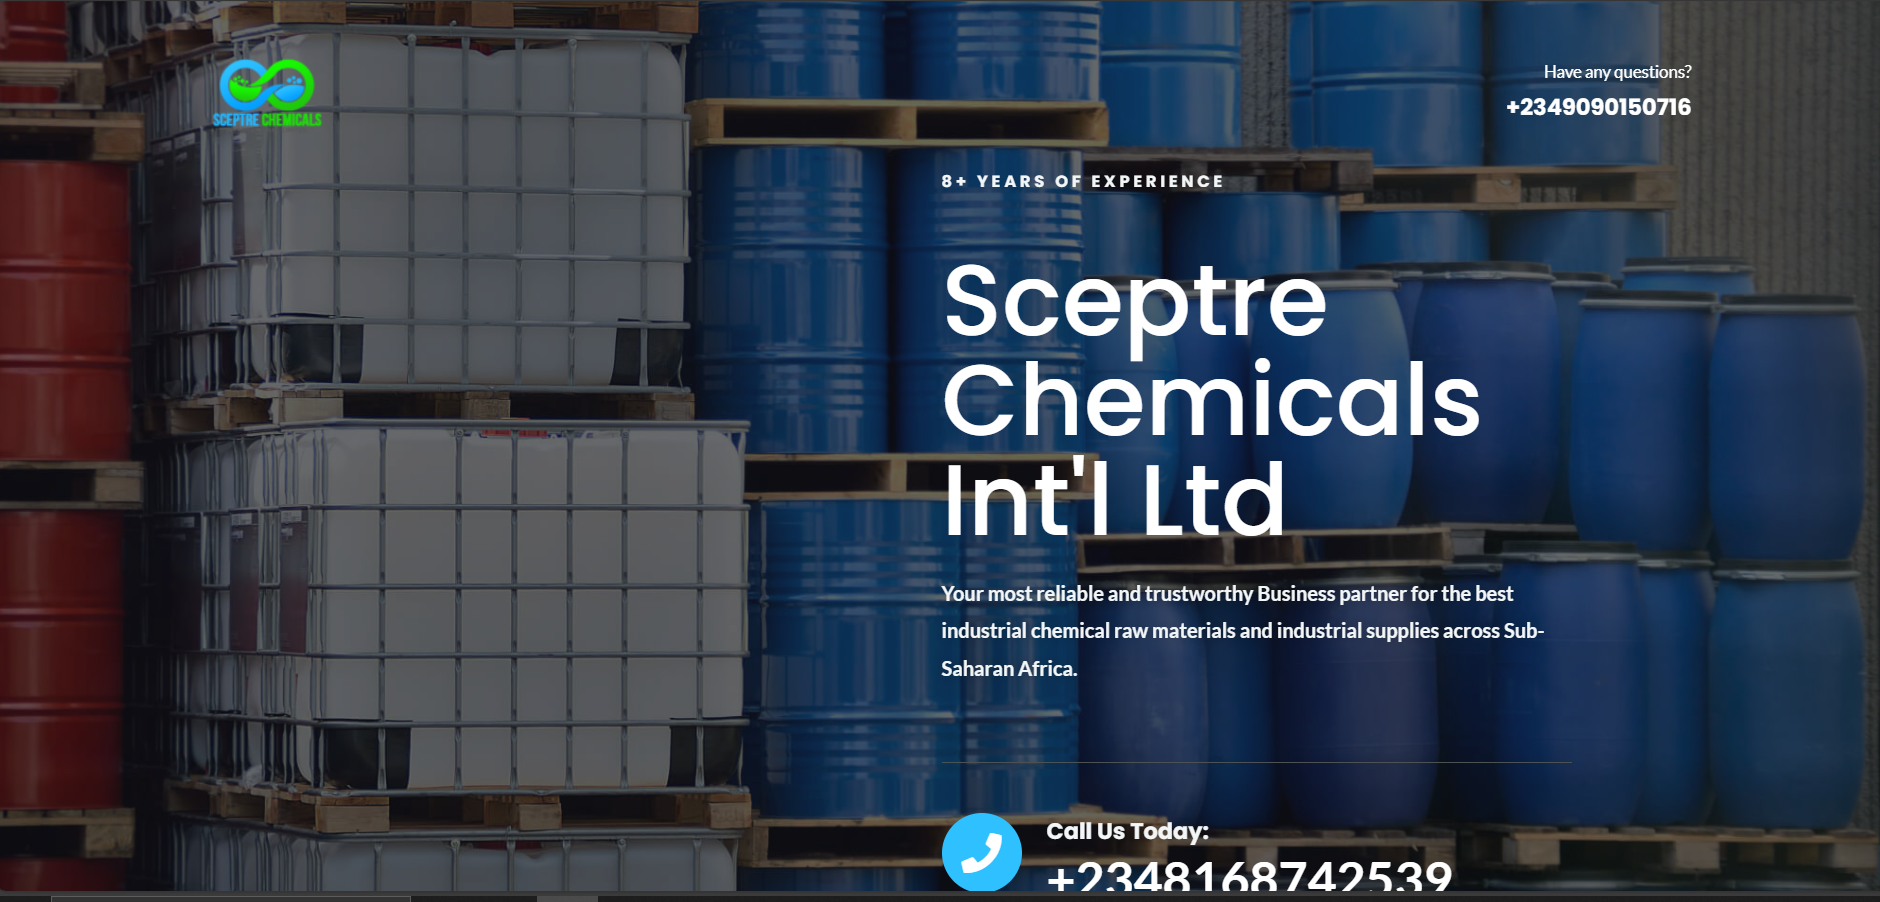 SCEPTRE CHEMICALS
Have any questions?
+2349090150716
8+ YEARS OF EXPERIENCE
Sceptre
Chemicals
Int'l Ltd
Your most reliable and trustworthy Business partner for the best
industrial chemical raw materials and industrial supplies across Sub-
Saharan Africa.
Call Us Today:
+2348168742539